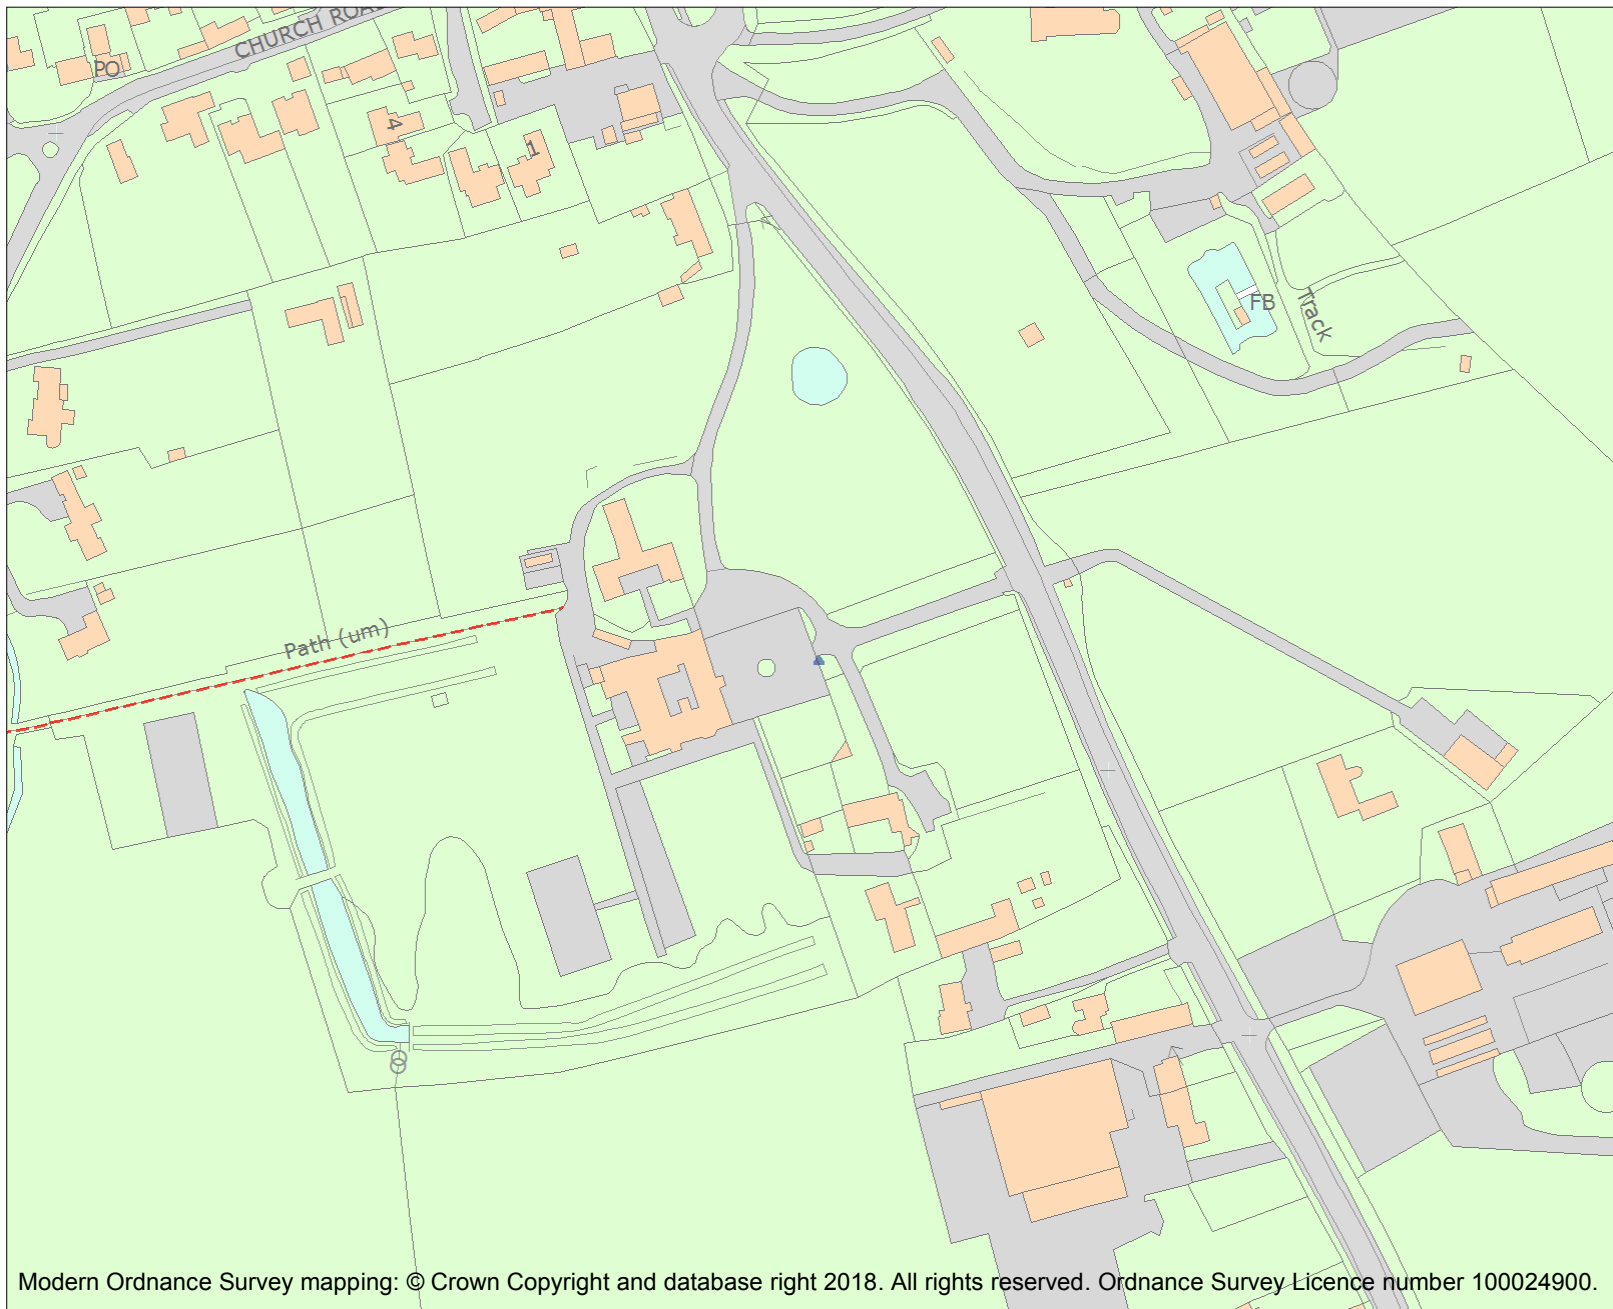 CHURCH ROAD
PO
4
1
FB
Track
Path (um)
Modern Ordnance Survey mapping: © Crown Copyright and database right 2018. All rights reserved. Ordnance Survey Licence number 100024900.